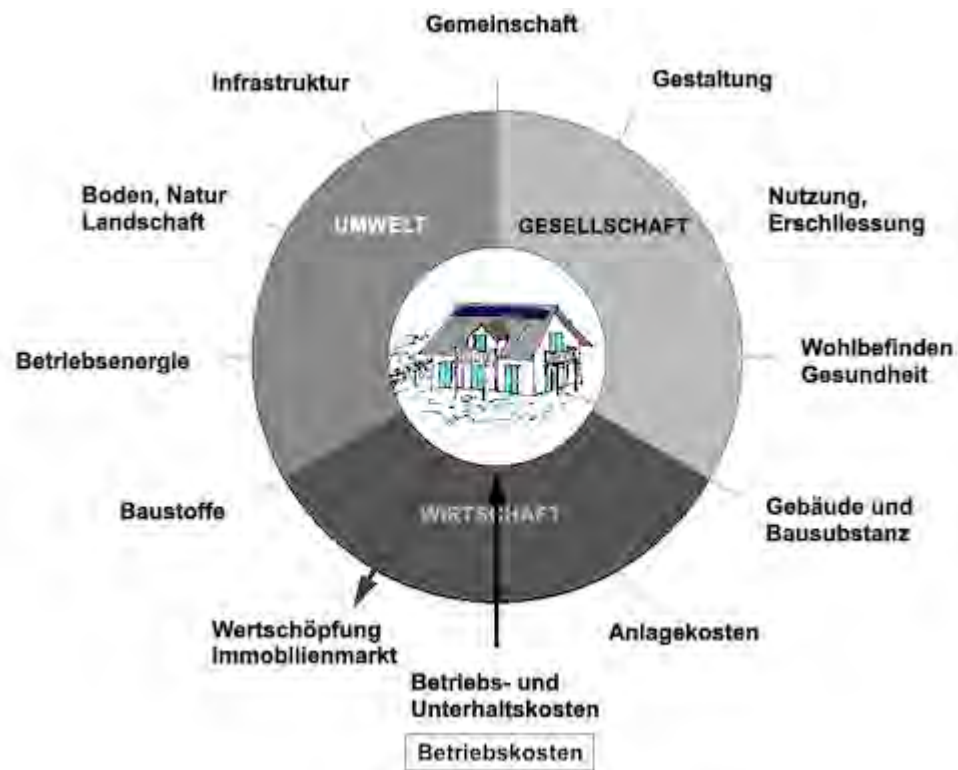 Gemeinschaft
Infrastruktur
Gestaltung
Boden, Natur
Landschaft
Nutzung,
Erschliessung
UMWELT
GESELLSCHAFT
Betriebsenergie
Wohlbefinden
Gesundheit
Baustoffe
WIRTSCHAFT
Gebäude und
Bausubstanz
Wertschöpfung
Immobilienmarkt
Anlagekosten
Betriebs- und
Unterhaltskosten
Betriebskosten